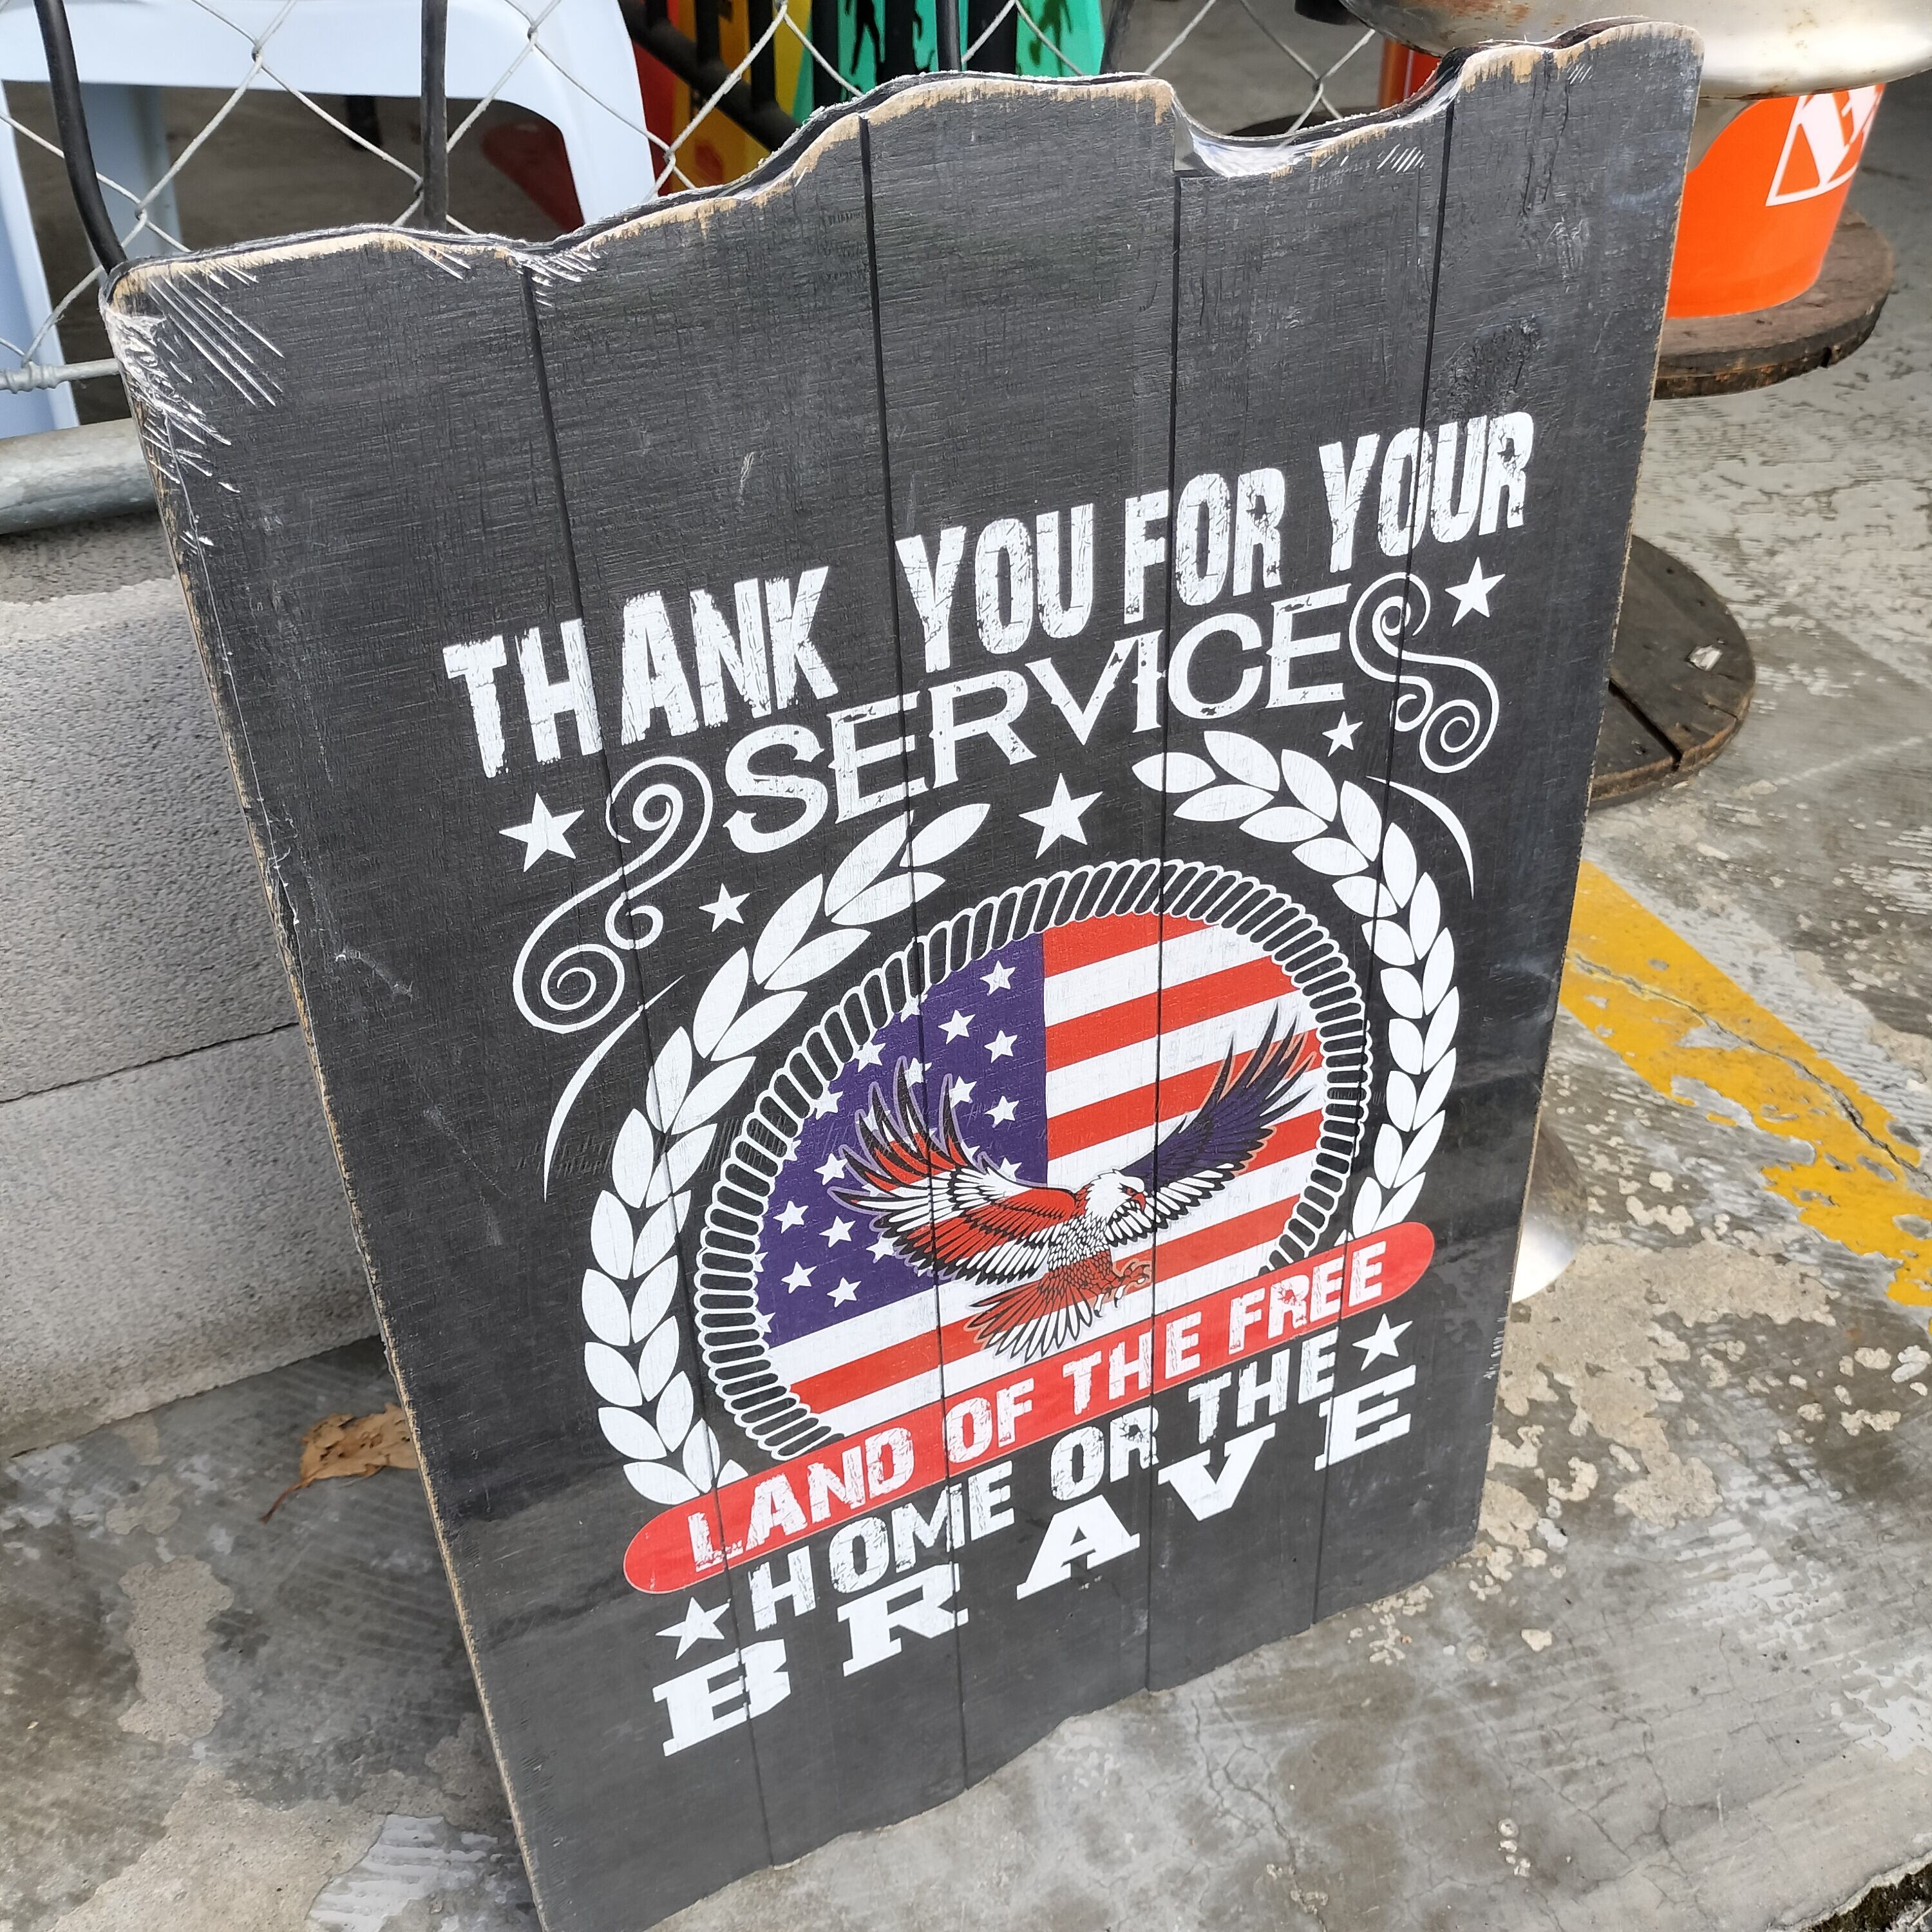 THANK YOU FOR YOUR
SERVICE
LAND OF THE FREE
HOME OR THE
BRAVE